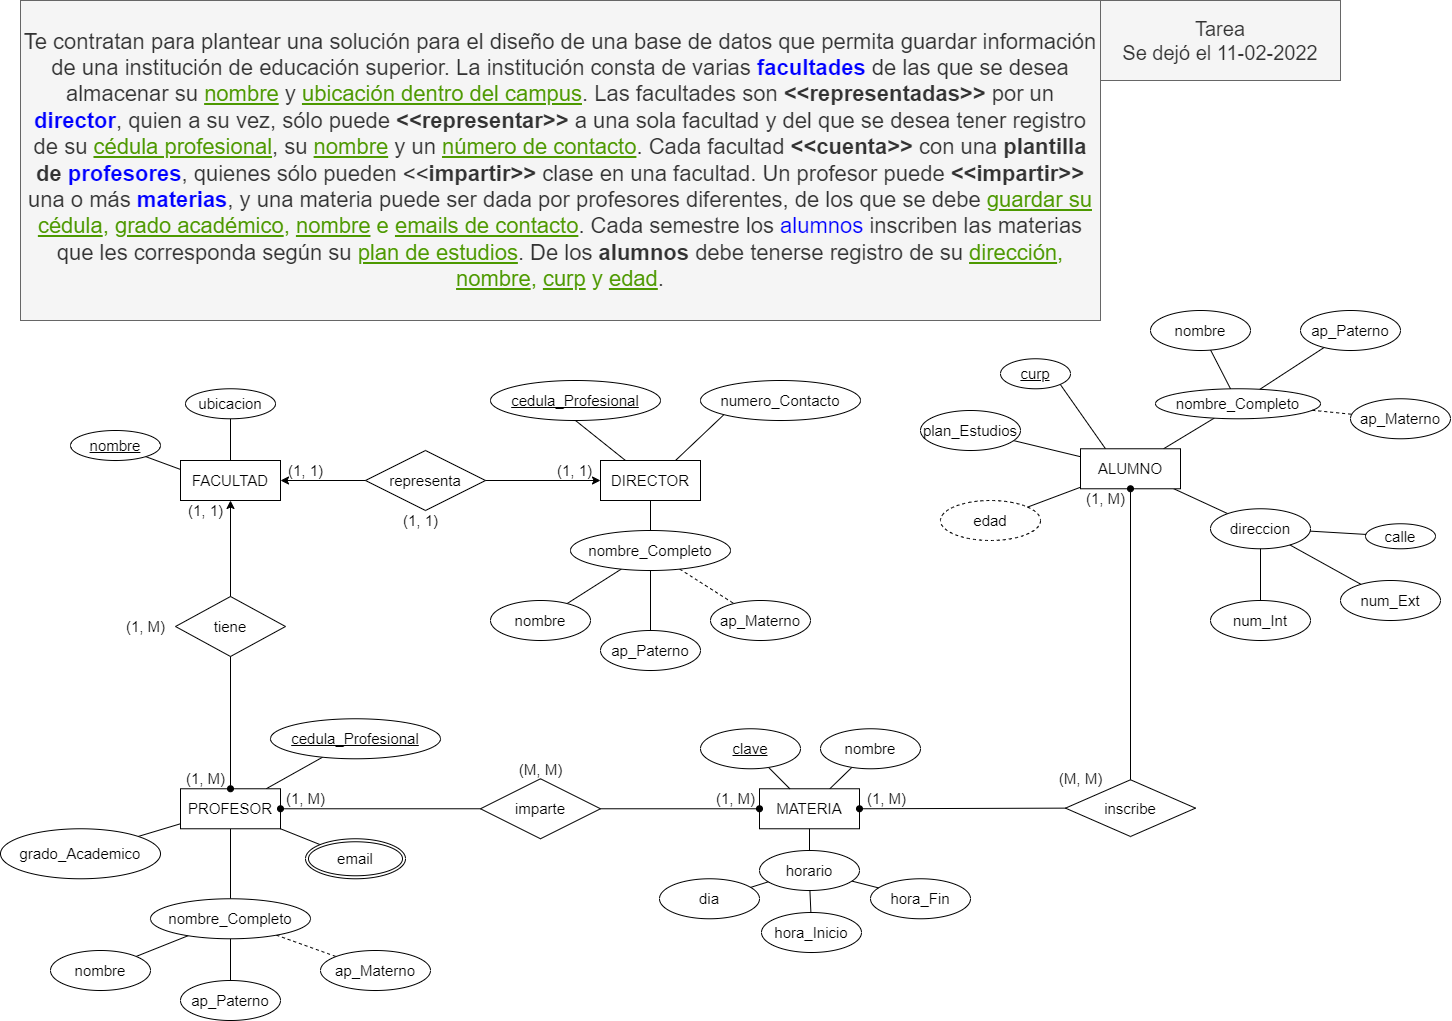 Te contratan para plantear una solución para el diseño de una base de datos que permita guardar información
de una institución de educación superior. La institución consta de varias facultades de las que se desea
almacenar su nombre y ubicación dentro del campus. Las facultades son <<representadas>> por un
director, quien a su vez, sólo puede <<representar>> a una sola facultad y del que se desea tener registro
de su cédula profesional, su nombre y un número de contacto. Cada facultad <<cuenta>> con una plantilla
de profesores, quienes sólo pueden <<impartir>> clase en una facultad. Un profesor puede <<impartir>>
una o más materias, y una materia puede ser dada por profesores diferentes, de los que se debe guardar su
cédula, grado académico, nombre e emails de contacto. Cada semestre los alumnos inscriben las materias
que les corresponda según su plan de estudios. De los alumnos debe tenerse registro de su dirección,
nombre, curp y edad.
Tarea
Se dejó el 11-02-2022
nombre
ap_Paterno
curp
nombre_Completo
ap_Materno
plan_Estudios
ALUMNO
(1, M)
edad
direccion
calle
num_Ext
num_Int
ubicacion
nombre
FACULTAD
(1, 1)
(1, 1)
representa
(1, 1)
(1, 1)
cedula_Profesional
numero_Contacto
DIRECTOR
nombre_Completo
nombre
ap_Paterno
ap_Materno
(1, M)
tiene
cedula_Profesional
(1, M)
PROFESOR
(1, M)
grado_Academico
email
nombre_Completo
nombre
ap_Paterno
ap_Materno
(M, M)
imparte
clave
nombre
(1, M)
MATERIA
(1, M)
horario
dia
hora_Inicio
hora_Fin
(M, M)
inscribe